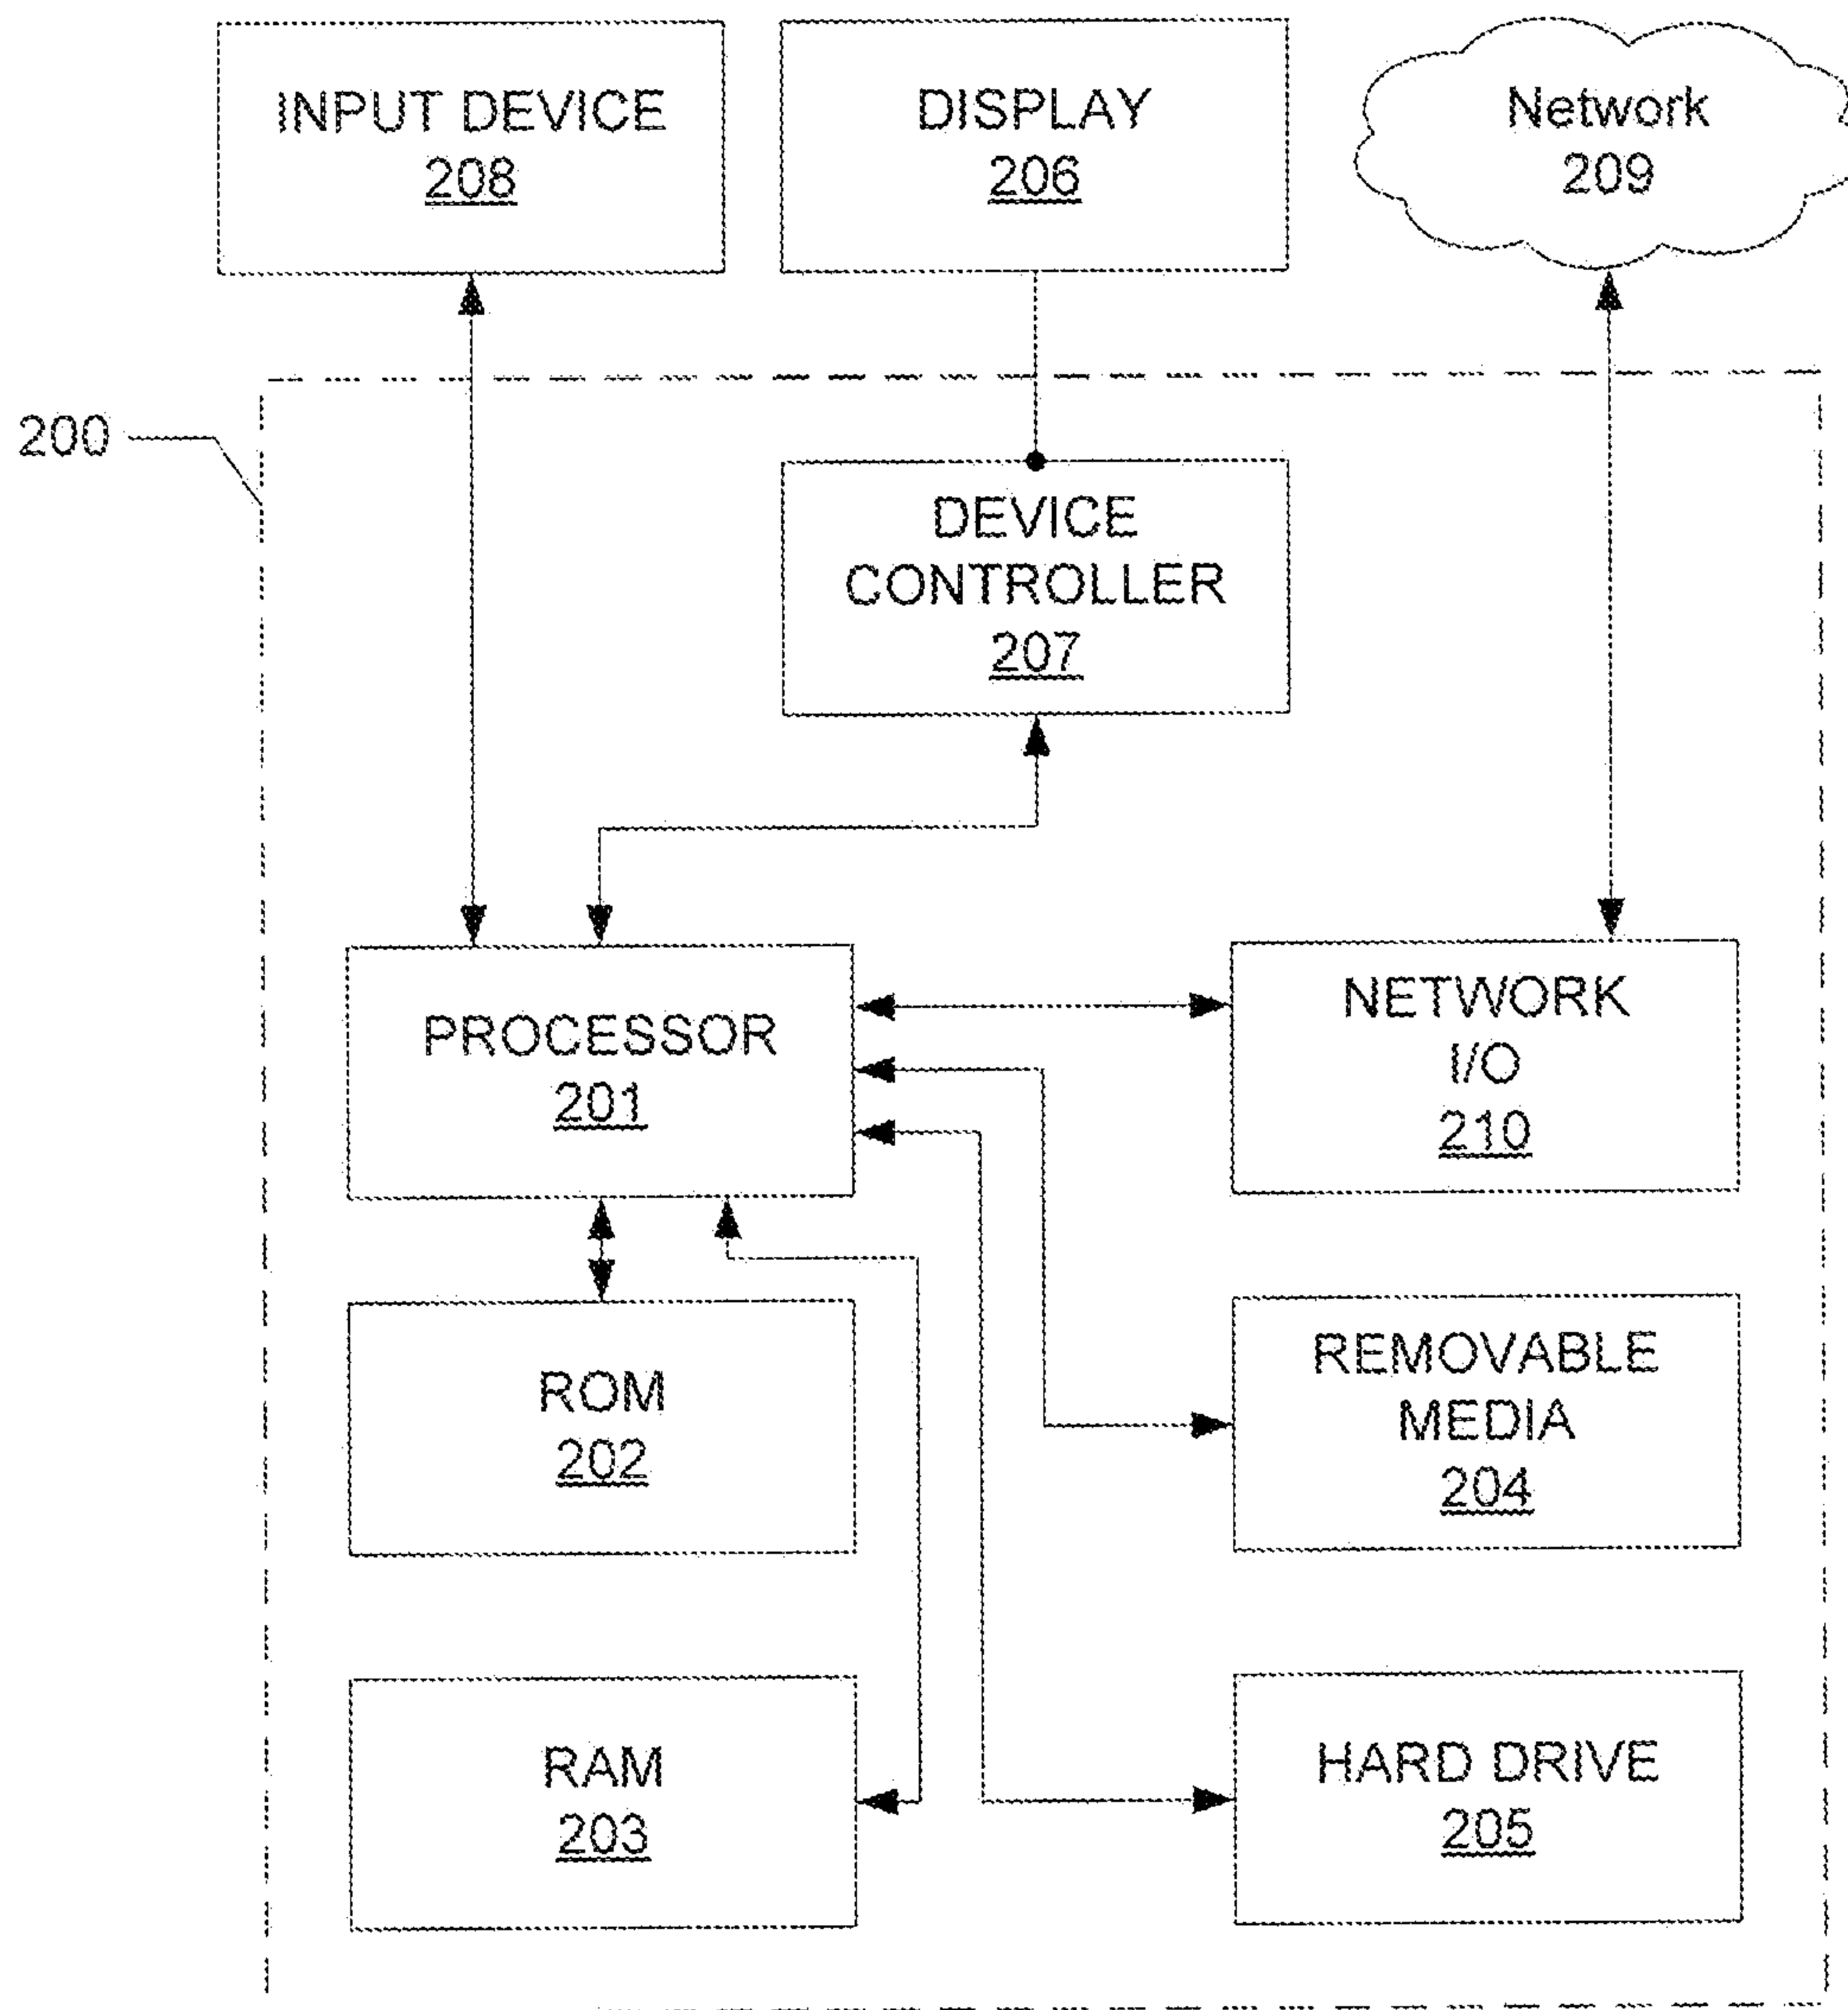 INPUT DEVICE
208
DISPLAY
206
Network
209
200
DEVICE
CONTROLLER
207
PROCESSOR
201
NETWORK
I/O
210
ROM
202
REMOVABLE
MEDIA
204
RAM
203
HARD DRIVE
205